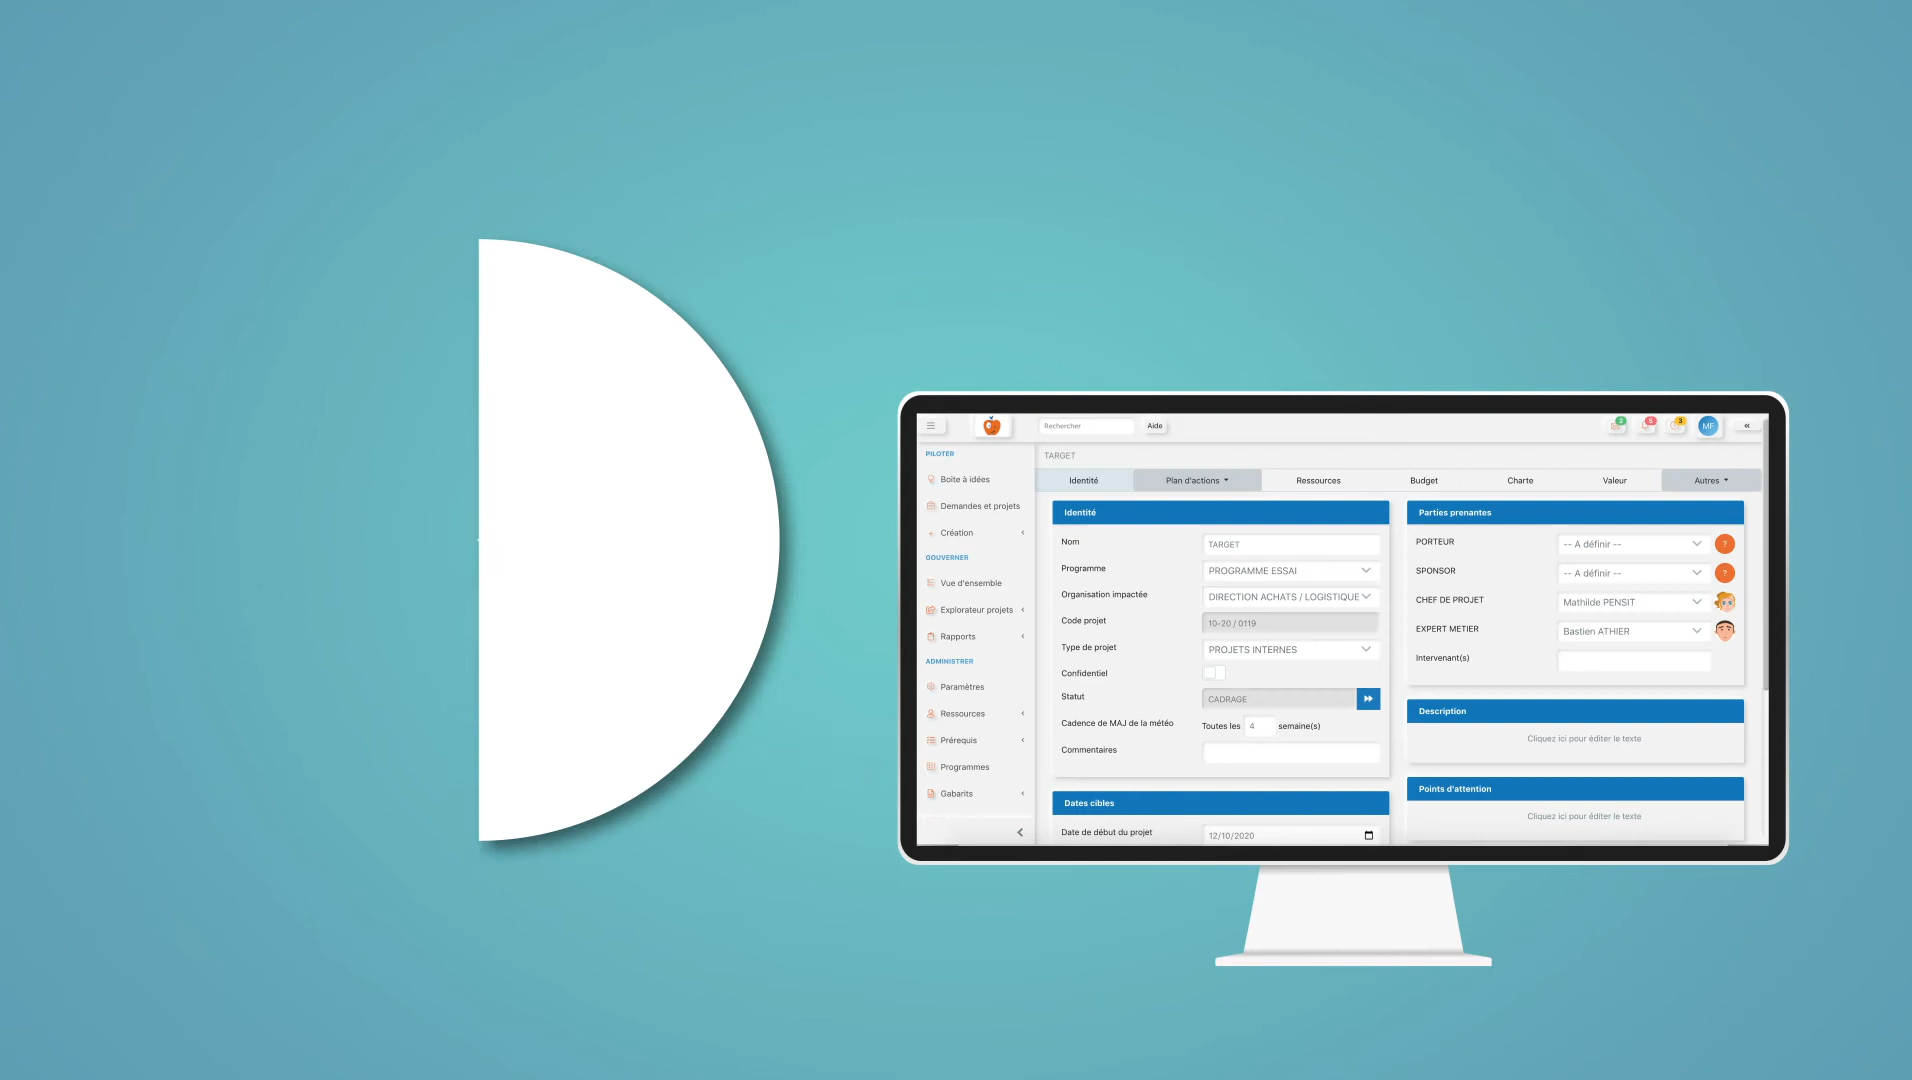 Rechercher
Aide
2
5
3
MF
«
PILOTER
Boite à idées
Demandes et projets
Création
GOUVERNER
Vue d'ensemble
Explorateur projets
Rapports
ADMINISTRER
Paramètres
Ressources
Prérequis
Programmes
Gabarits
TARGET
Identité
Plan d'actions
Ressources
Budget
Charte
Valeur
Autres
Identité
Nom
TARGET
Programme
PROGRAMME ESSAI
Organisation impactée
DIRECTION ACHATS / LOGISTIQUE
Code projet
10-20 / 0119
Type de projet
PROJETS INTERNES
Confidentiel
Statut
CADRAGE
Cadence de MAJ de la météo
Toutes les 4 semaine(s)
Commentaires
Dates cibles
Date de début du projet
12/10/2020
Parties prenantes
PORTEUR
-- A définir --
?
SPONSOR
-- A définir --
?
CHEF DE PROJET
Mathilde PENSIT
EXPERT METIER
Bastien ATHIER
Intervenant(s)
Description
Cliquez ici pour éditer le texte
Points d'attention
Cliquez ici pour éditer le texte